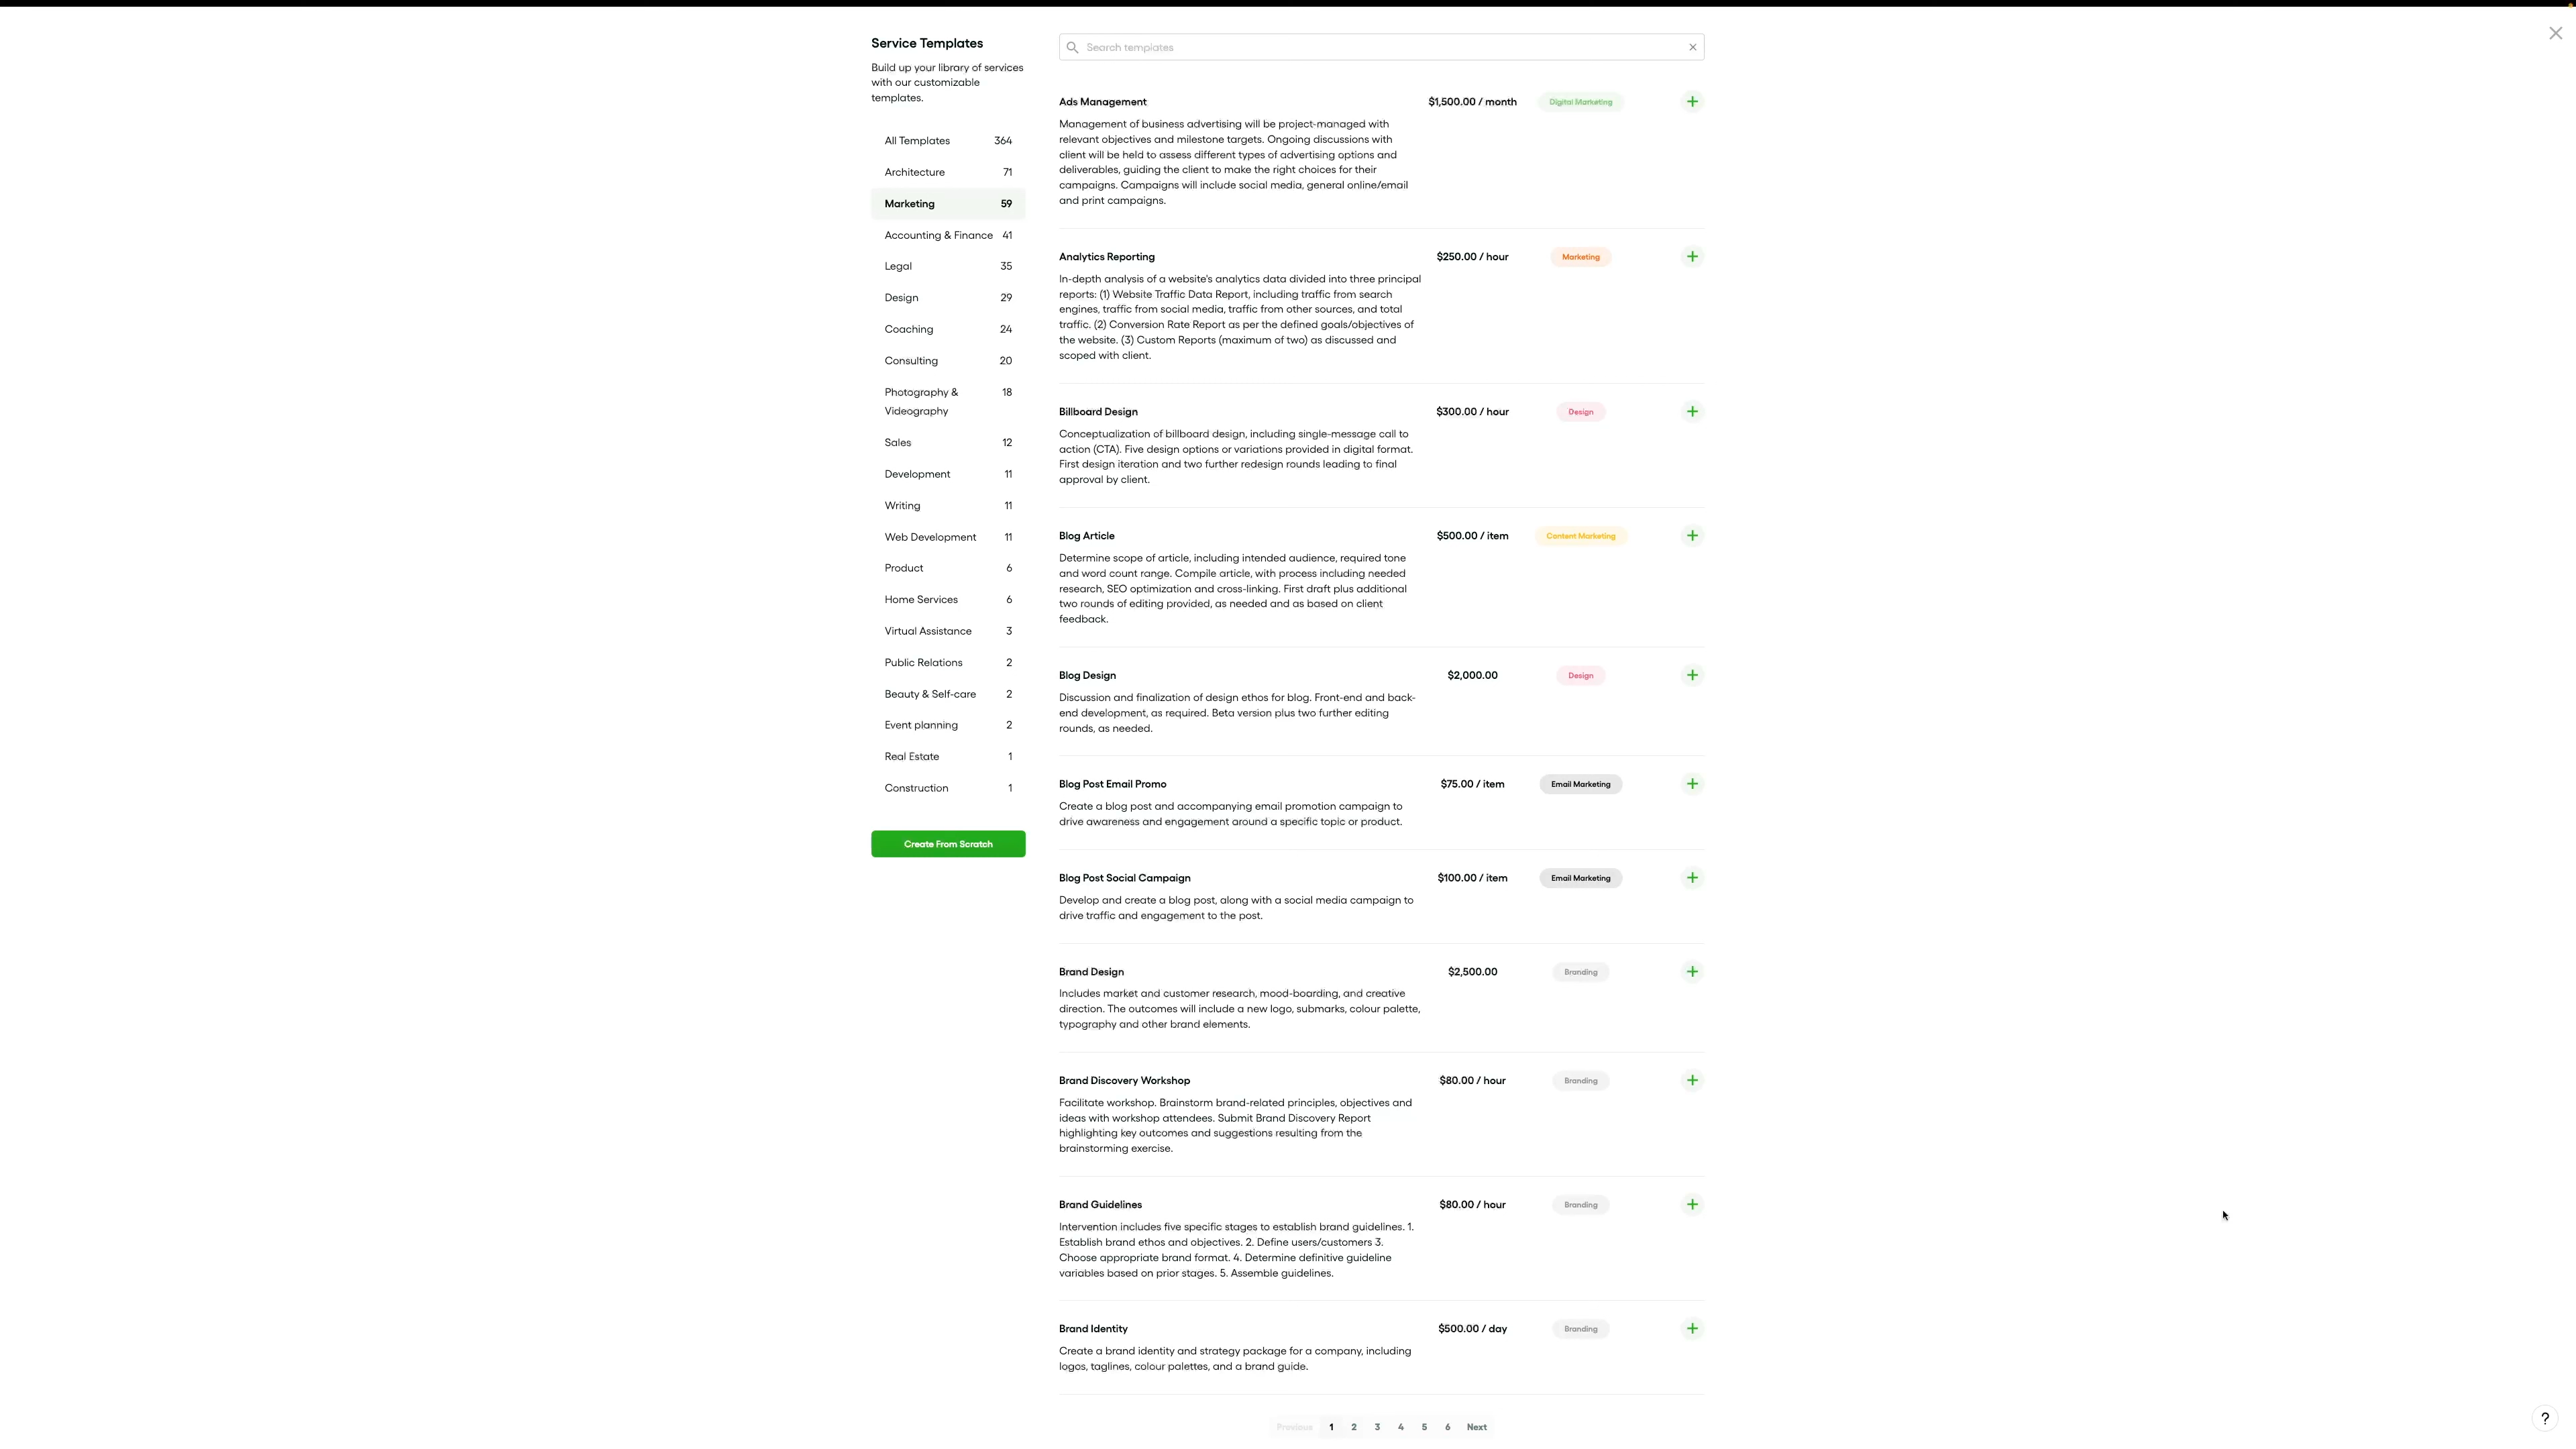 Service Templates
Build up your library of services
with our customizable
templates.
All Templates 364
Architecture 71
Marketing 59
Accounting & Finance 41
Legal 35
Design 29
Coaching 24
Consulting 20
Photography & 18
Videography
Sales 12
Development 11
Writing 11
Web Development 11
Product 6
Home Services 6
Virtual Assistance 3
Public Relations 2
Beauty & Self-care 2
Event planning 2
Real Estate 1
Construction 1
Create From Scratch
Search templates
Ads Management $1,500.00 / month Digital Marketing
Management of business advertising will be project-managed with
relevant objectives and milestone targets. Ongoing discussions with
client will be held to assess different types of advertising options and
deliverables, guiding the client to make the right choices for their
campaigns. Campaigns will include social media, general online/email
and print campaigns.
Analytics Reporting $250.00 / hour Marketing
In-depth analysis of a website's analytics data divided into three principal
reports: (1) Website Traffic Data Report, including traffic from search
engines, traffic from social media, traffic from other sources, and total
traffic. (2) Conversion Rate Report as per the defined goals/objectives of
the website. (3) Custom Reports (maximum of two) as discussed and
scoped with client.
Billboard Design $300.00 / hour Design
Conceptualization of billboard design, including single-message call to
action (CTA). Five design options or variations provided in digital format.
First design iteration and two further redesign rounds leading to final
approval by client.
Blog Article $500.00 / item Content Marketing
Determine scope of article, including intended audience, required tone
and word count range. Compile article, with process including needed
research, SEO optimization and cross-linking. First draft plus additional
two rounds of editing provided, as needed and as based on client
feedback.
Blog Design $2,000.00 Design
Discussion and finalization of design ethos for blog. Front-end and back-
end development, as required. Beta version plus two further editing
rounds, as needed.
Blog Post Email Promo $75.00 / item Email Marketing
Create a blog post and accompanying email promotion campaign to
drive awareness and engagement around a specific topic or product.
Blog Post Social Campaign $100.00 / item Email Marketing
Develop and create a blog post, along with a social media campaign to
drive traffic and engagement to the post.
Brand Design $2,500.00 Branding
Includes market and customer research, mood-boarding, and creative
direction. The outcomes will include a new logo, submarks, colour palette,
typography and other brand elements.
Brand Discovery Workshop $80.00 / hour Branding
Facilitate workshop. Brainstorm brand-related principles, objectives and
ideas with workshop attendees. Submit Brand Discovery Report
highlighting key outcomes and suggestions resulting from the
brainstorming exercise.
Brand Guidelines $80.00 / hour Branding
Intervention includes five specific stages to establish brand guidelines. 1.
Establish brand ethos and objectives. 2. Define users/customers 3.
Choose appropriate brand format. 4. Determine definitive guideline
variables based on prior stages. 5. Assemble guidelines.
Brand Identity $500.00 / day Branding
Create a brand identity and strategy package for a company, including
logos, taglines, colour palettes, and a brand guide.
Previous 1 2 3 4 5 6 Next
?